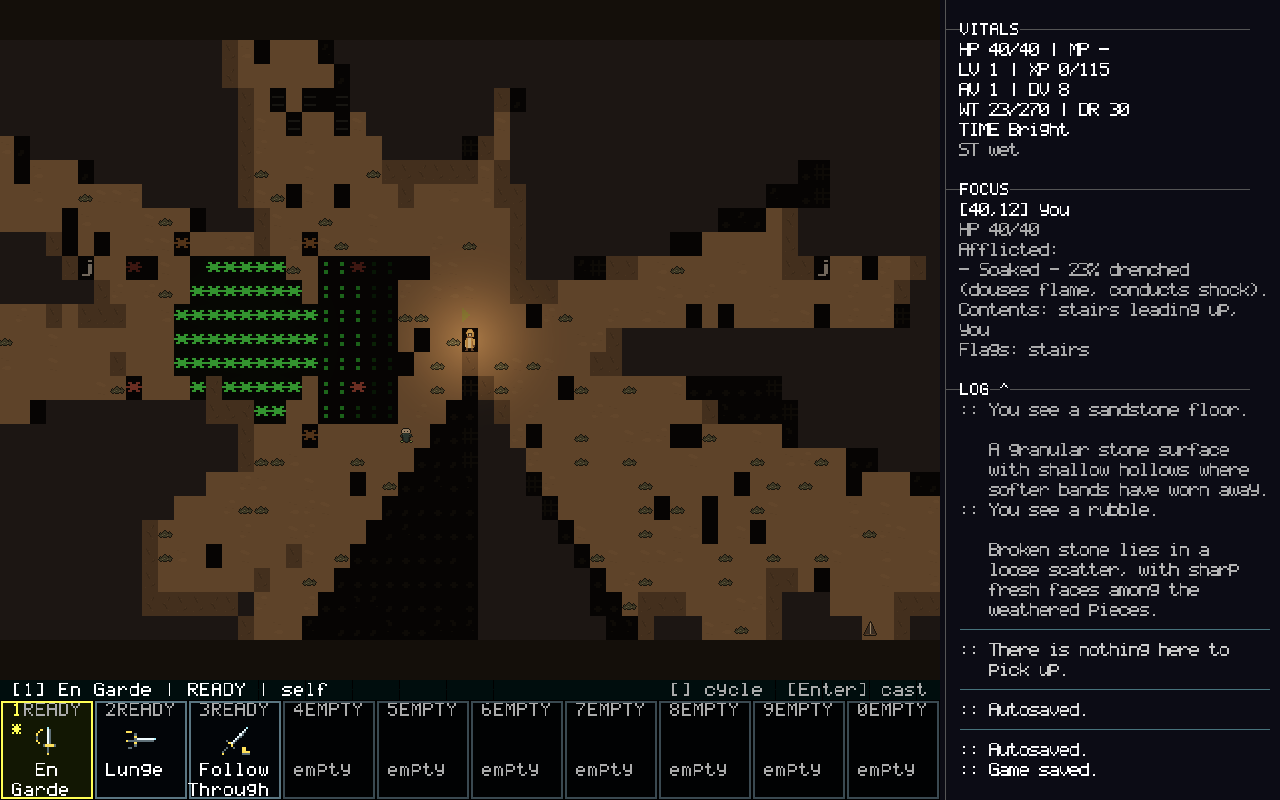 VITALS
HP 40/40 | MP -
LV 1 | XP 0/115
AV 1 | DV 8
WT 23/270 | DR 30
TIME Bright
ST wet
FOCUS
[40,12] You
HP 40/40
Afflicted:
- Soaked - 23% drenched
(douses flame, conducts shock).
Contents: stairs leading up,
you
Flags: stairs
LOG ^
:: You see a sandstone floor.
A granular stone surface
with shallow hollows where
softer bands have worn away.
:: You see a rubble.
Broken stone lies in a
loose scatter, with sharp
fresh faces among the
weathered pieces.
:: There is nothing here to
pick up.
:: Autosaved.
:: Autosaved.
:: Game saved.
j
j
[1] En Garde | READY | self
[] cycle [Enter] cast
1READY 2READY 3READY 4EMPTY 5EMPTY 6EMPTY 7EMPTY 8EMPTY 9EMPTY 0EMPTY
*
En Lunge Follow empty empty empty empty empty empty empty
Garde Through